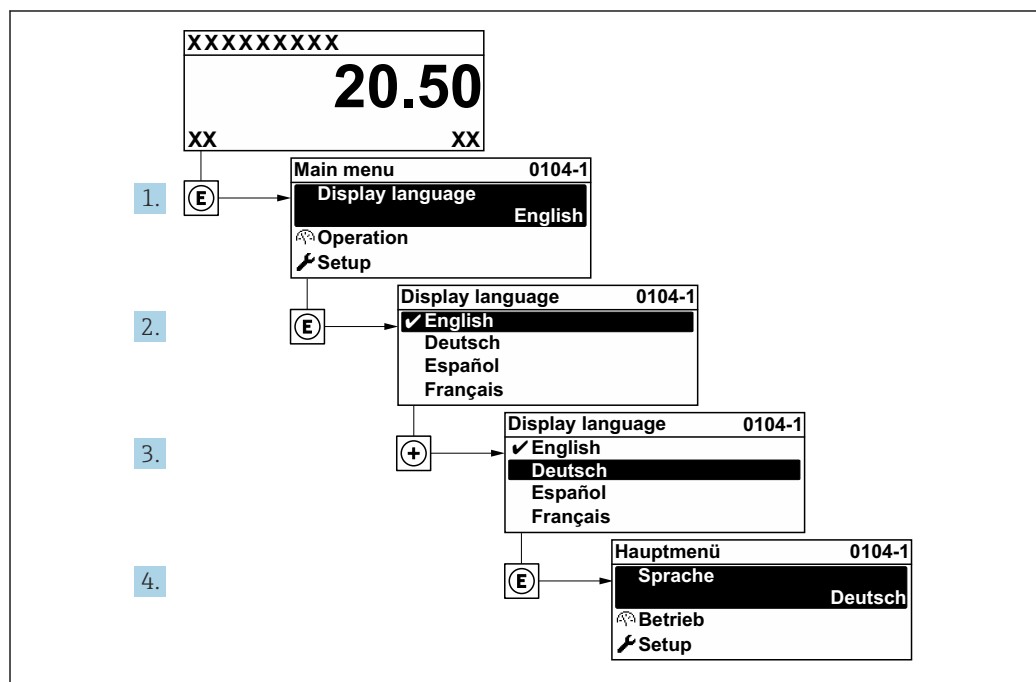 XXXXXXXXX
20.50
XX XX
1. E
Main menu 0104-1
Display language
English
Operation
Setup
2. E
Display language 0104-1
✔ English
Deutsch
Español
Français
3. +
Display language 0104-1
✔ English
Deutsch
Español
Français
4. E
Hauptmenü 0104-1
Sprache
Deutsch
Betrieb
Setup